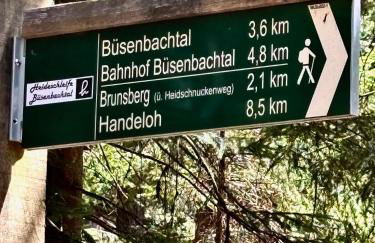 Heideschleife
Büsenbachtal
Büsenbachtal 3,6 km
Bahnhof Büsenbachtal 4,8 km
Brunsberg (ü. Heidschnuckenweg) 2,1 km
Handeloh 8,5 km